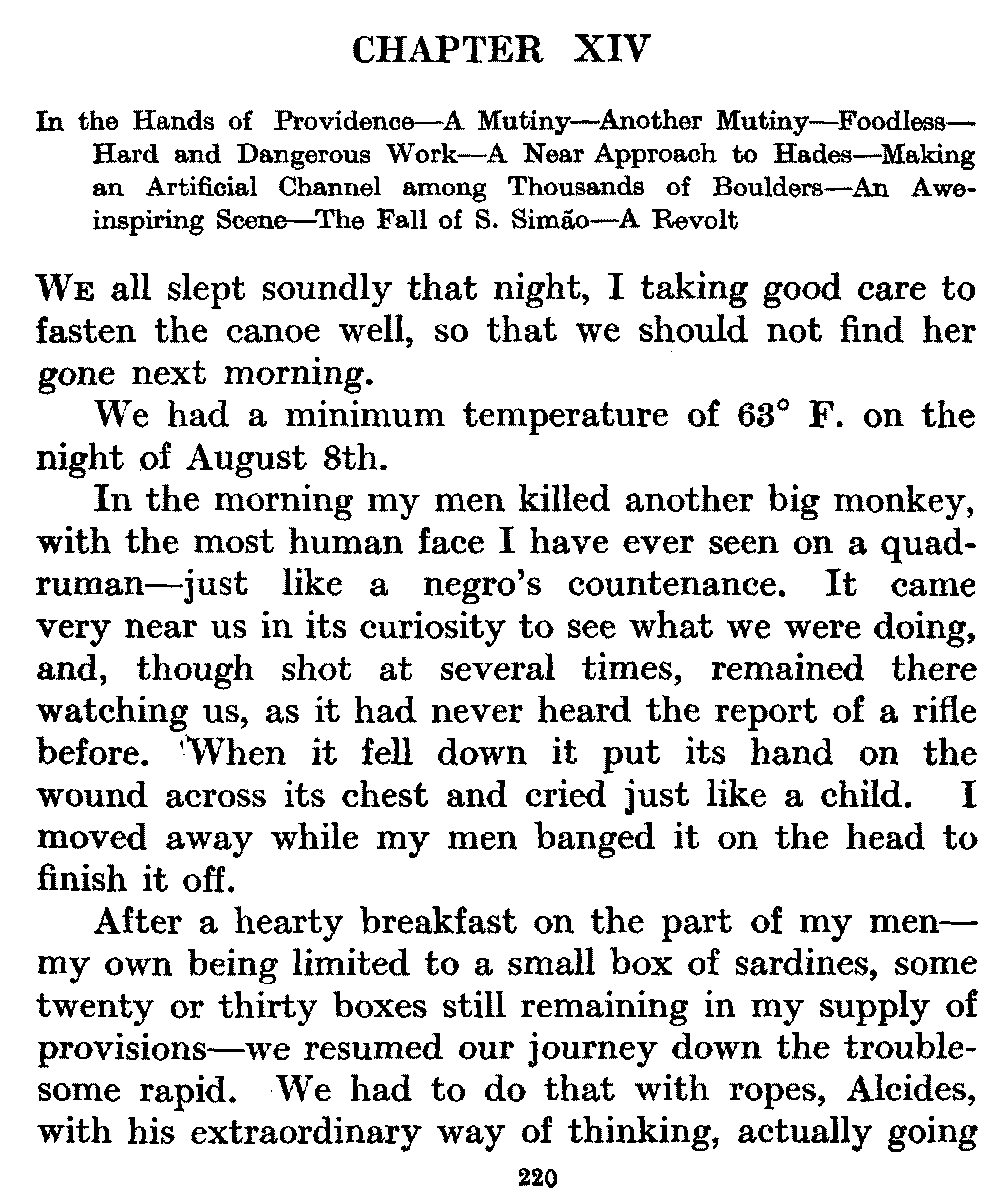 CHAPTER XIV
In the Hands of Providence—A Mutiny—Another Mutiny—Foodless—
Hard and Dangerous Work—A Near Approach to Hades—Making
an Artificial Channel among Thousands of Boulders—An Awe-
inspiring Scene—The Fall of S. Simão—A Revolt
WE all slept soundly that night, I taking good care to
fasten the canoe well, so that we should not find her
gone next morning.
We had a minimum temperature of 63° F. on the
night of August 8th.
In the morning my men killed another big monkey,
with the most human face I have ever seen on a quad-
ruman—just like a negro's countenance. It came
very near us in its curiosity to see what we were doing,
and, though shot at several times, remained there
watching us, as it had never heard the report of a rifle
before. When it fell down it put its hand on the
wound across its chest and cried just like a child. I
moved away while my men banged it on the head to
finish it off.
After a hearty breakfast on the part of my men—
my own being limited to a small box of sardines, some
twenty or thirty boxes still remaining in my supply of
provisions—we resumed our journey down the trouble-
some rapid. We had to do that with ropes, Alcides,
with his extraordinary way of thinking, actually going
220